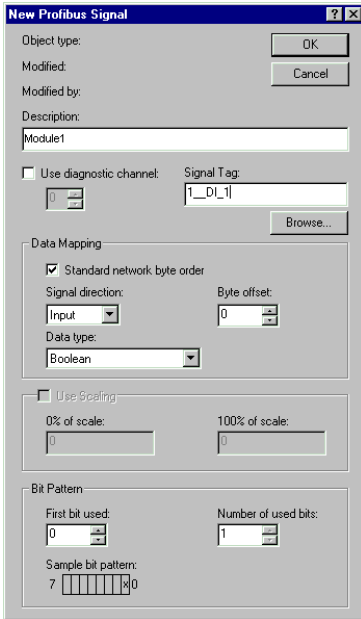 New Profibus Signal
Object type:
OK
Modified:
Cancel
Modified by:
Description:
Module1
Use diagnostic channel:
Signal Tag:
0
1__DI_1
Browse...
Data Mapping
Standard network byte order
Signal direction:
Byte offset:
Input
0
Data type:
Boolean
Use Scaling
0% of scale:
100% of scale:
0
0
Bit Pattern
First bit used:
Number of used bits:
0
1
Sample bit pattern:
7 x 0